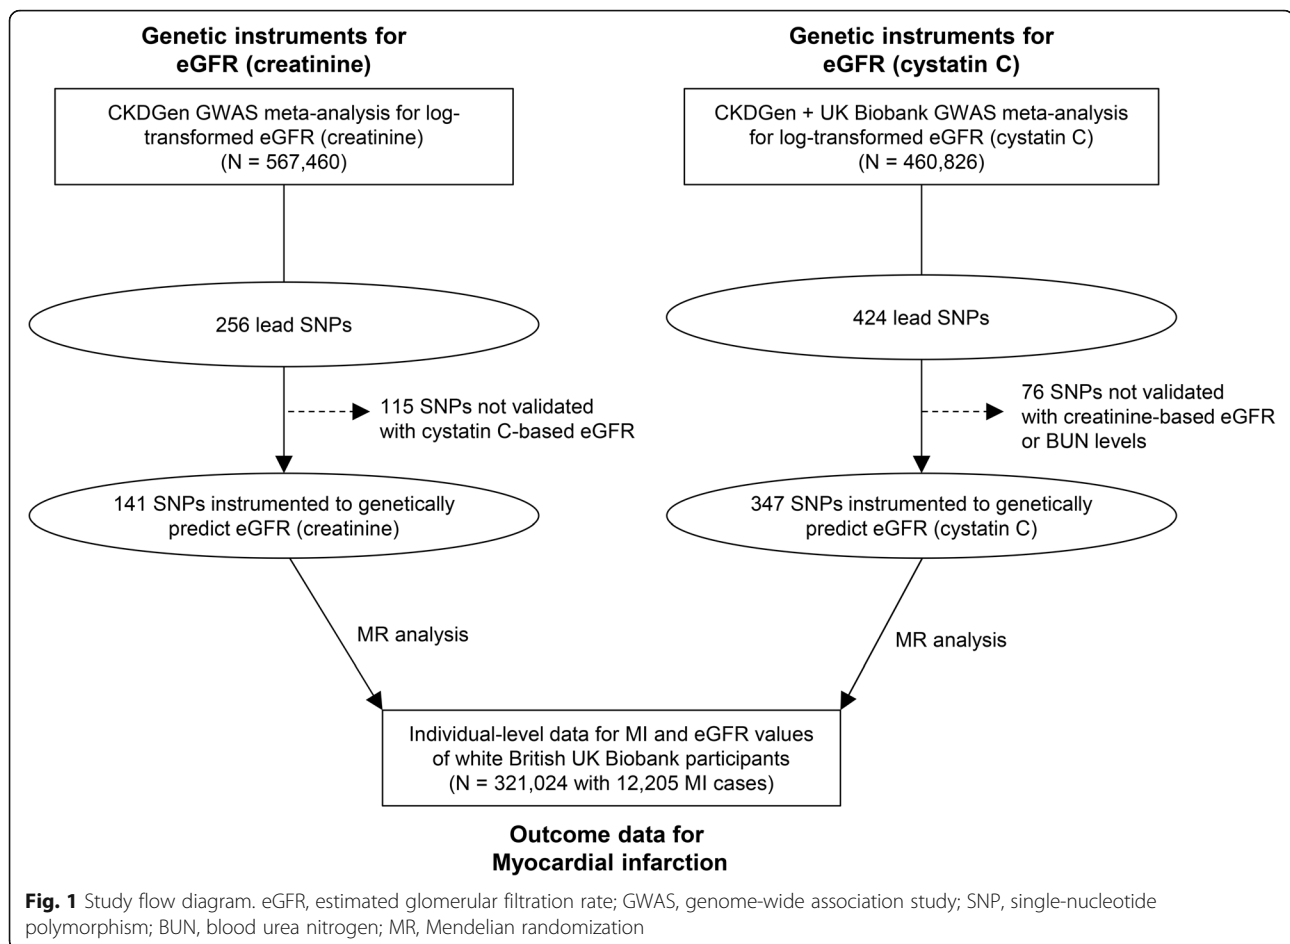 Genetic instruments for
eGFR (creatinine)
CKDGen GWAS meta-analysis for log-
transformed eGFR (creatinine)
(N = 567,460)
256 lead SNPs
115 SNPs not validated
with cystatin C-based eGFR
141 SNPs instrumented to genetically
predict eGFR (creatinine)
MR analysis
Genetic instruments for
eGFR (cystatin C)
CKDGen + UK Biobank GWAS meta-analysis
for log-transformed eGFR (cystatin C)
(N = 460,826)
424 lead SNPs
76 SNPs not validated
with creatinine-based eGFR
or BUN levels
347 SNPs instrumented to genetically
predict eGFR (cystatin C)
MR analysis
Individual-level data for MI and eGFR values
of white British UK Biobank participants
(N = 321,024 with 12,205 MI cases)
Outcome data for
Myocardial infarction
Fig. 1 Study flow diagram. eGFR, estimated glomerular filtration rate; GWAS, genome-wide association study; SNP, single-nucleotide
polymorphism; BUN, blood urea nitrogen; MR, Mendelian randomization